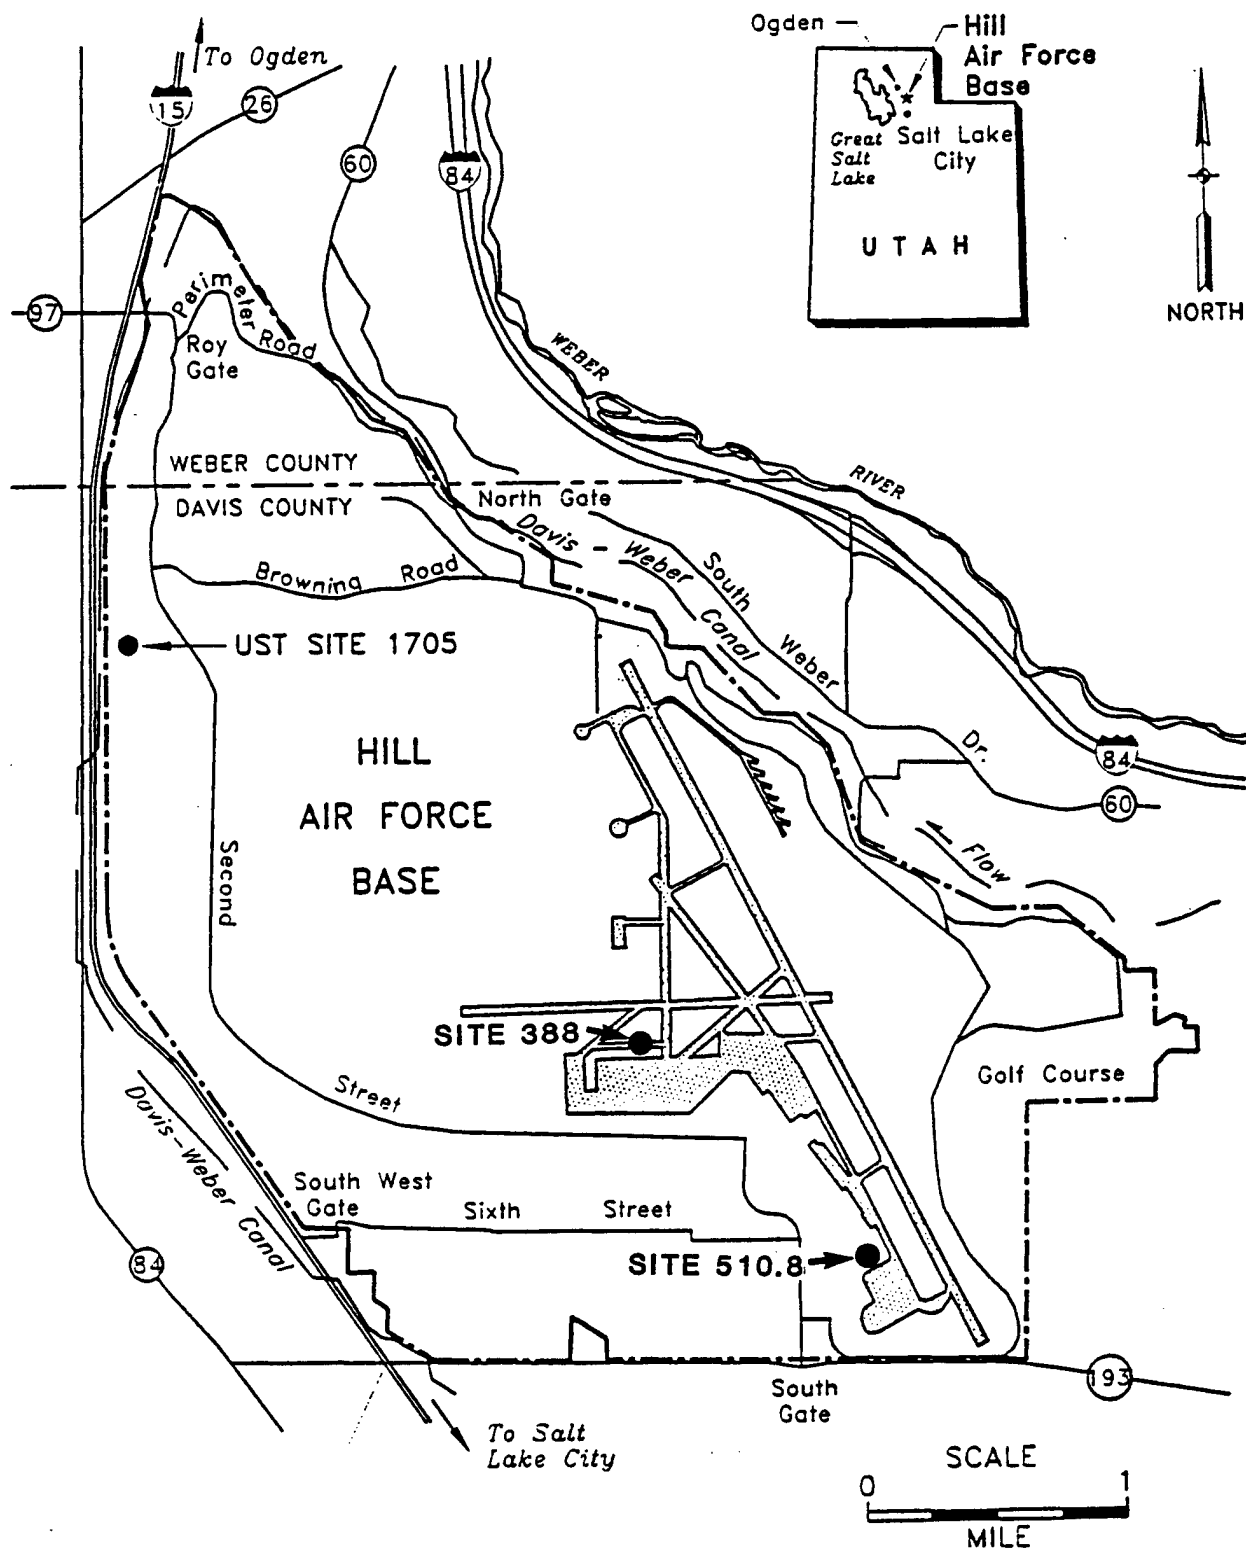 To Ogden
15
26
60
84
Ogden
Hill
Air Force
Base
Great
Salt
Lake
Salt Lake
City
UTAH
NORTH
97
Perimeter Road
Roy
Gate
WEBER RIVER
WEBER COUNTY
DAVIS COUNTY
North Gate
Davis - Weber Canal
South Weber Dr.
Browning Road
UST SITE 1705
HILL
AIR FORCE
BASE
84
60
Flow
Second Street
SITE 388
Golf Course
Davis-Weber Canal
South West
Gate
Sixth Street
84
SITE 510.8
193
South
Gate
To Salt
Lake City
SCALE
0 1
MILE